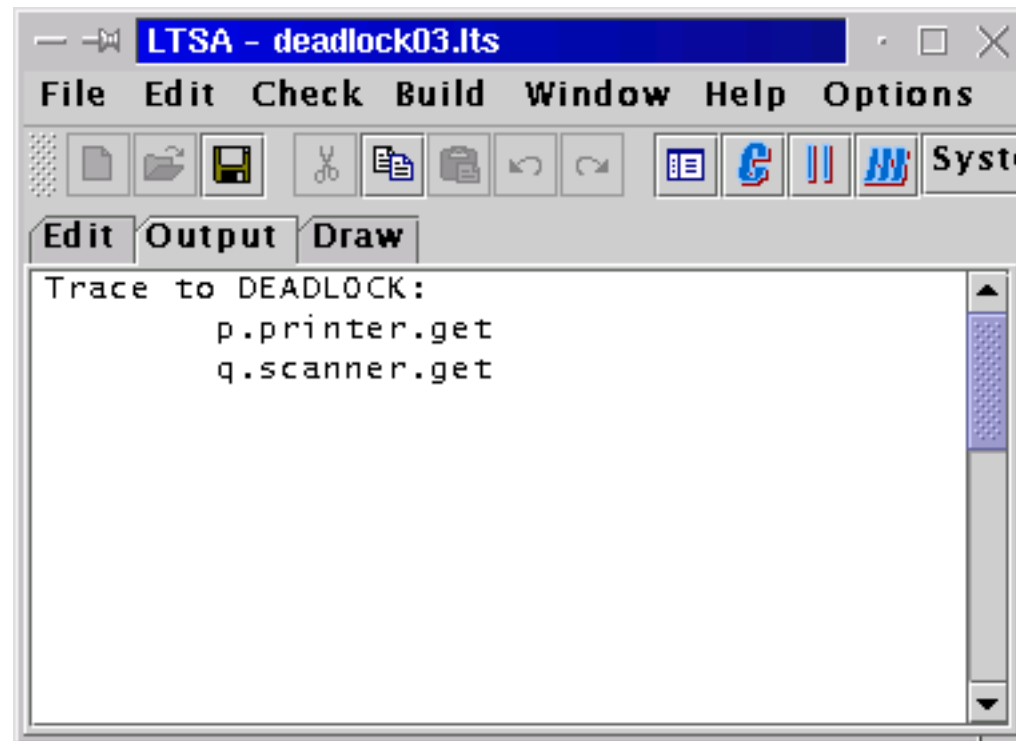 LTSA – deadlock03.lts
File Edit Check Build Window Help Options
Syst
Edit Output Draw
Trace to DEADLOCK:
p.printer.get
q.scanner.get